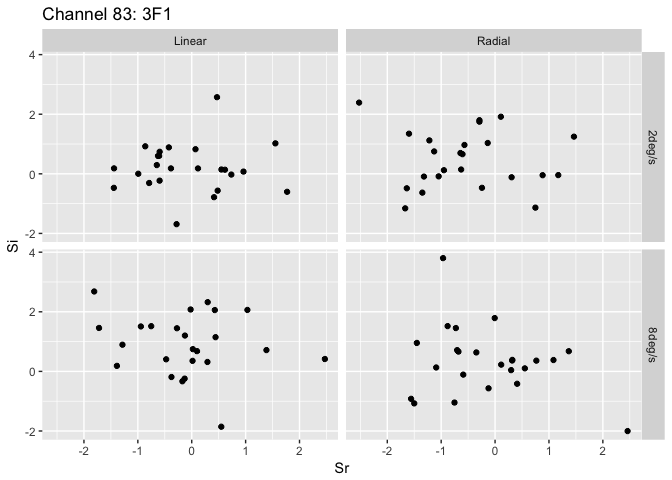 Channel 83: 3F1
Linear
Radial
4
2
0
-2
2deg/s
Si
4
2
0
-2
8deg/s
-2 -1 0 1 2
-2 -1 0 1 2
Sr